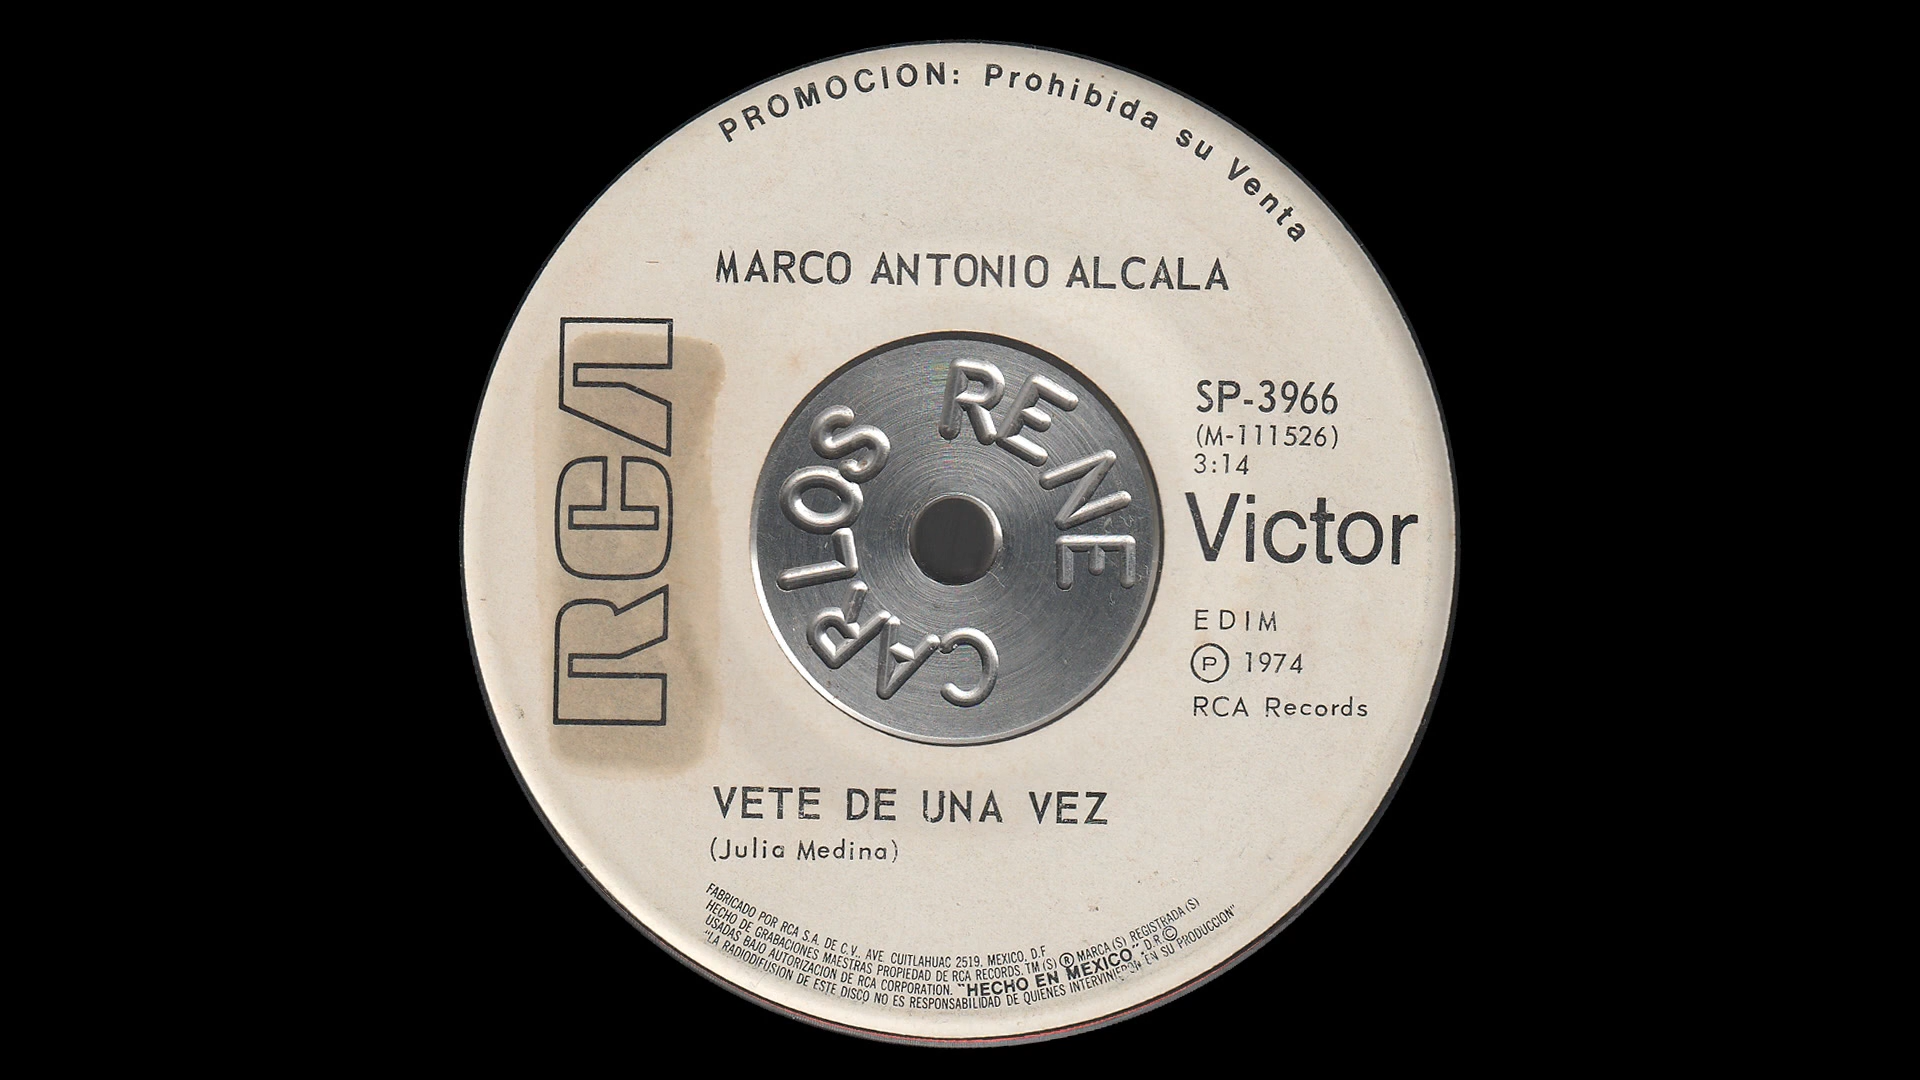 PROMOCION: Prohibida su Venta
MARCO ANTONIO ALCALA
RCA
CARLOS RENE
SP-3966
(M-111526)
3:14
Victor
EDIM
Ⓟ 1974
RCA Records
VETE DE UNA VEZ
(Julia Medina)
FABRICADO POR RCA S.A. DE C.V., AVE. CUITLAHUAC 2519, MEXICO, D.F.
HECHO DE GRABACIONES MAESTRAS PROPIEDAD DE RCA RECORDS. TM (S) ® MARCA (S) REGISTRADA (S)
USADAS BAJO AUTORIZACION DE RCA CORPORATION. "HECHO EN MEXICO". D.R.©
"LA RADIODIFUSION DE ESTE DISCO NO ES RESPONSABILIDAD DE QUIENES INTERVINIERON EN SU PRODUCCION"